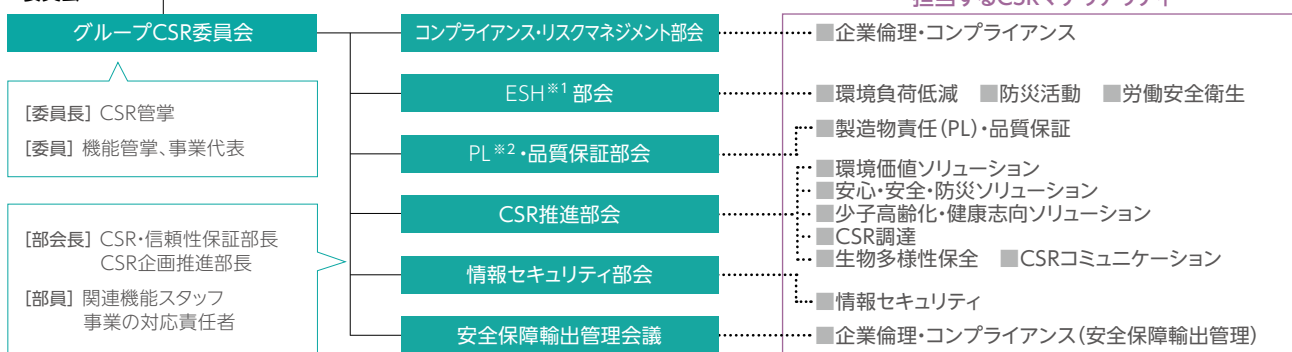 グループCSR委員会
[委員長] CSR管掌
[委員] 機能管掌、事業代表
[部会長] CSR・信頼性保証部長
CSR企画推進部長
[部員] 関連機能スタッフ
事業の対応責任者
コンプライアンス・リスクマネジメント部会
ESH※1部会
PL※2・品質保証部会
CSR推進部会
情報セキュリティ部会
安全保障輸出管理会議
■企業倫理・コンプライアンス
■環境負荷低減 ■防災活動 ■労働安全衛生
■製造物責任(PL)・品質保証
■環境価値ソリューション
■安心・安全・防災ソリューション
■少子高齢化・健康志向ソリューション
■CSR調達
■生物多様性保全 ■CSRコミュニケーション
■情報セキュリティ
■企業倫理・コンプライアンス(安全保障輸出管理)